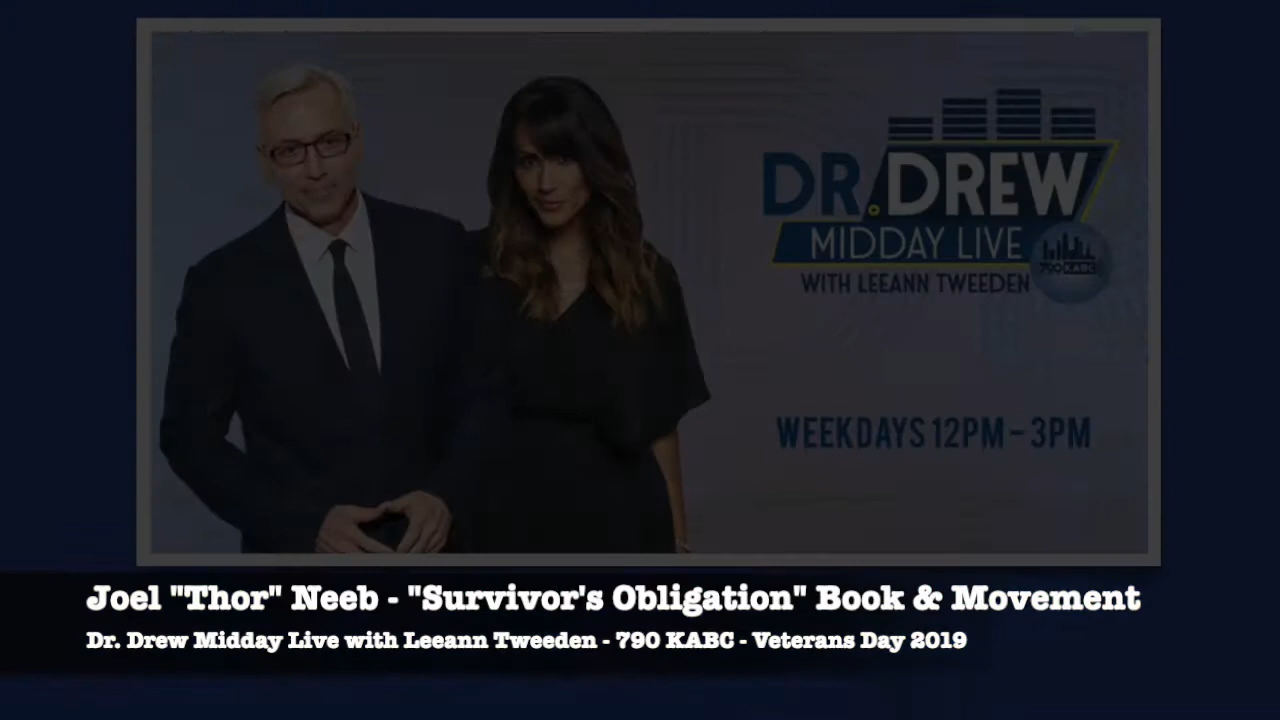 DR. DREW
MIDDAY LIVE
790 KABC
WITH LEEANN TWEEDEN
WEEKDAYS 12PM – 3PM
Joel "Thor" Neeb - "Survivor's Obligation" Book & Movement
Dr. Drew Midday Live with Leeann Tweeden - 790 KABC - Veterans Day 2019